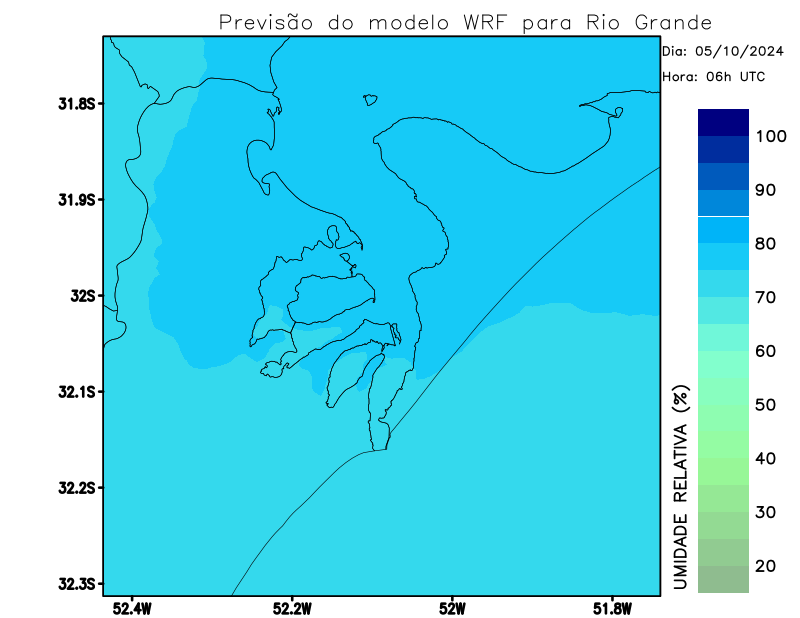 Previsão do modelo WRF para Rio Grande
Dia: 05/10/2024
Hora: 06h UTC
31.8S
31.9S
32S
32.1S
32.2S
32.3S
52.4W
52.2W
52W
51.8W
100
90
80
70
60
50
40
30
20
UMIDADE RELATIVA (%)